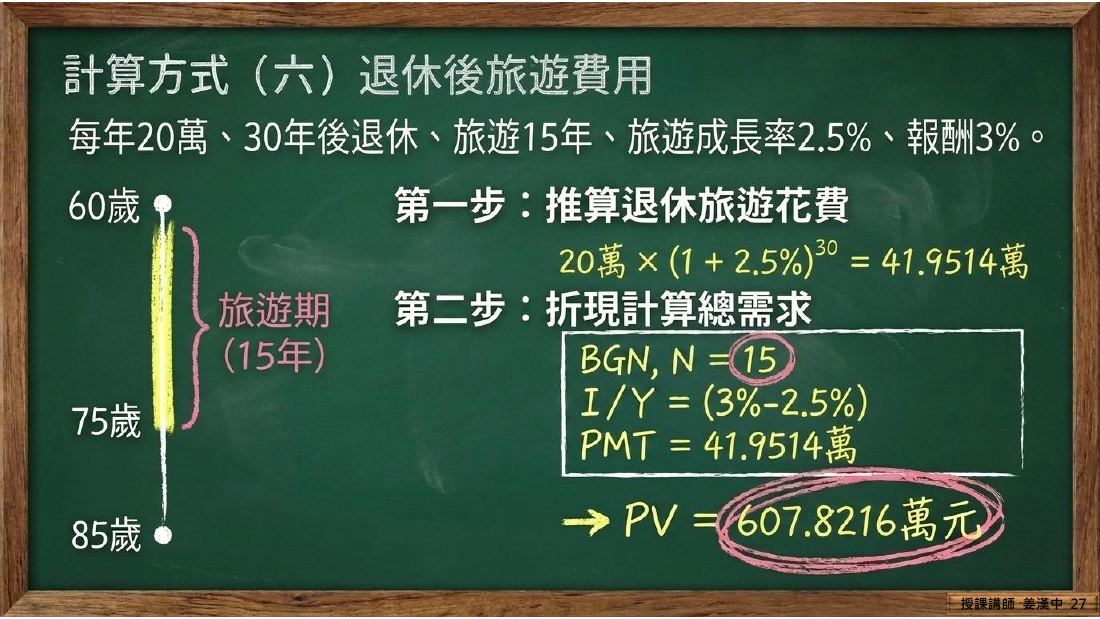 計算方式（六）退休後旅遊費用
每年20萬、30年後退休、旅遊15年、旅遊成長率2.5%、報酬3%。
60歲
旅遊期
(15年)
75歲
85歲
第一步：推算退休旅遊花費
20萬 × (1 + 2.5%)³⁰ = 41.9514萬
第二步：折現計算總需求
BGN, N = 15
I/Y = (3%-2.5%)
PMT = 41.9514萬
→ PV = 607.8216萬元
授課講師 姜漢中 27